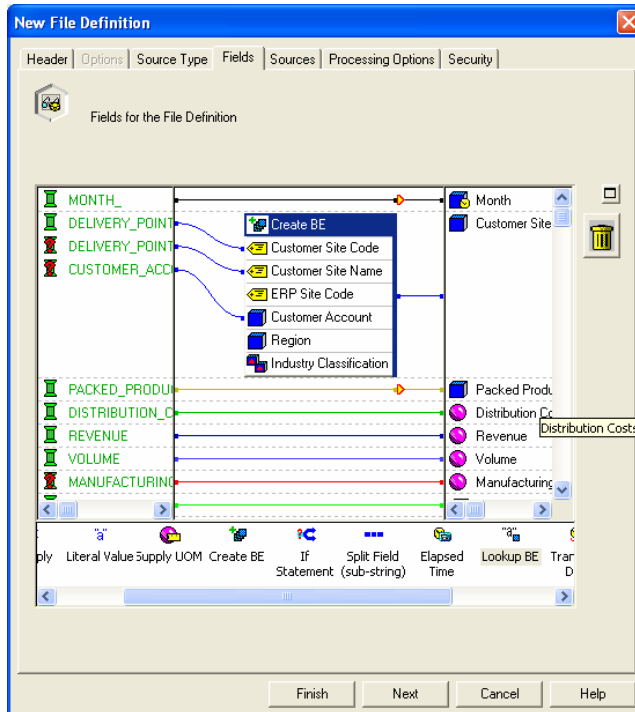 New File Definition
Header Options Source Type Fields Sources Processing Options Security
Fields for the File Definition
MONTH_ Month
DELIVERY_POINT Create BE Customer Site
DELIVERY_POINT Customer Site Code
CUSTOMER_ACC Customer Site Name
ERP Site Code
Customer Account
Region
Industry Classification
PACKED_PRODU Packed Produ
DISTRIBUTION_C Distribution Co
Distribution Costs
REVENUE Revenue
VOLUME Volume
MANUFACTURING Manufacturing
ply Literal Value Supply UOM Create BE If Statement Split Field (sub-string) Elapsed Time Lookup BE Tran D
Finish Next Cancel Help